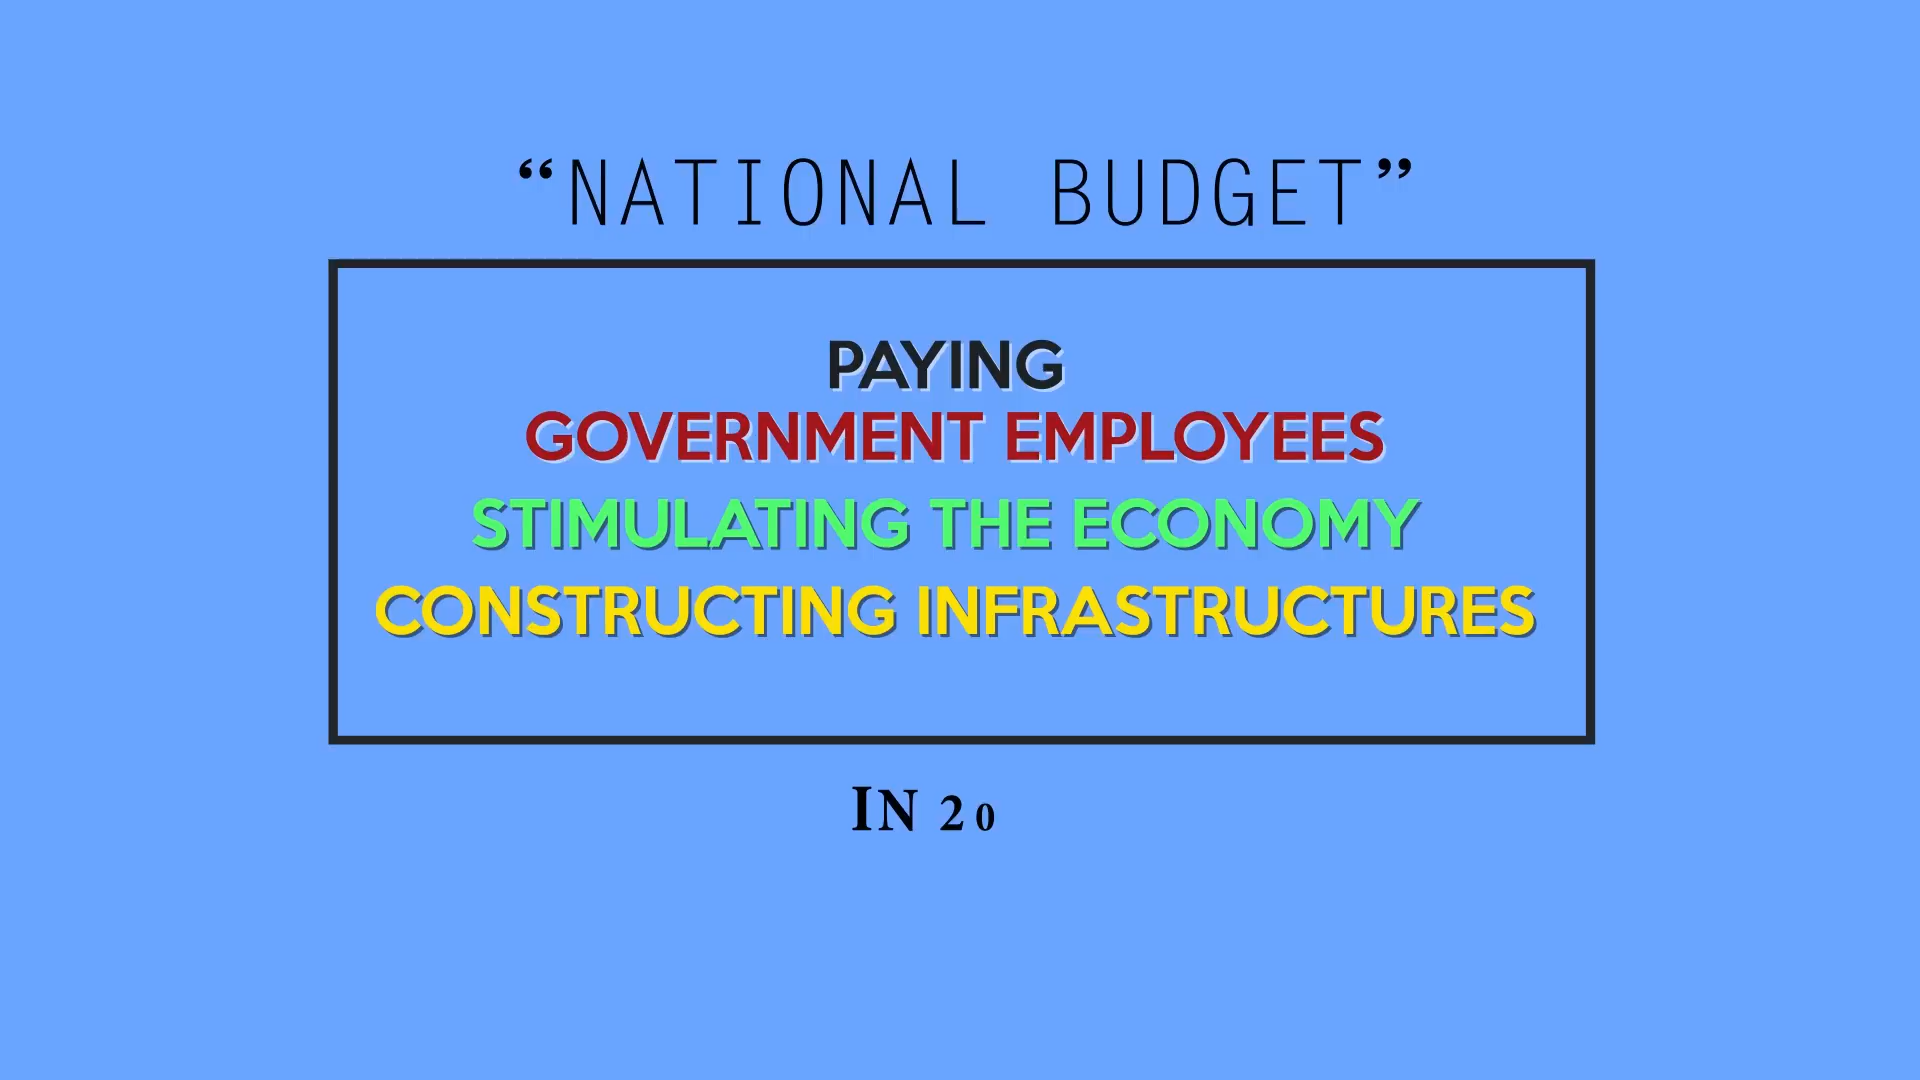 “NATIONAL BUDGET”
PAYING
GOVERNMENT EMPLOYEES
STIMULATING THE ECONOMY
CONSTRUCTING INFRASTRUCTURES
IN 20